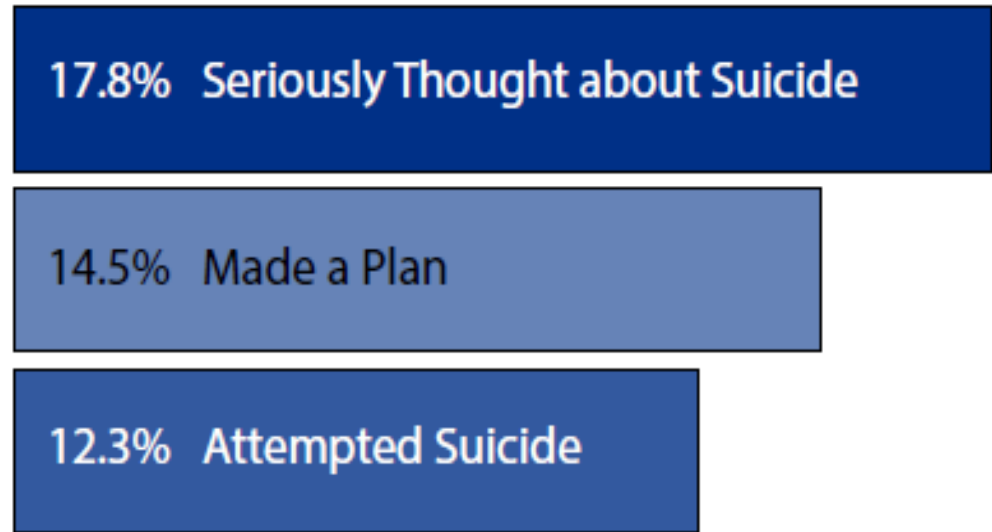 17.8% Seriously Thought about Suicide
14.5% Made a Plan
12.3% Attempted Suicide